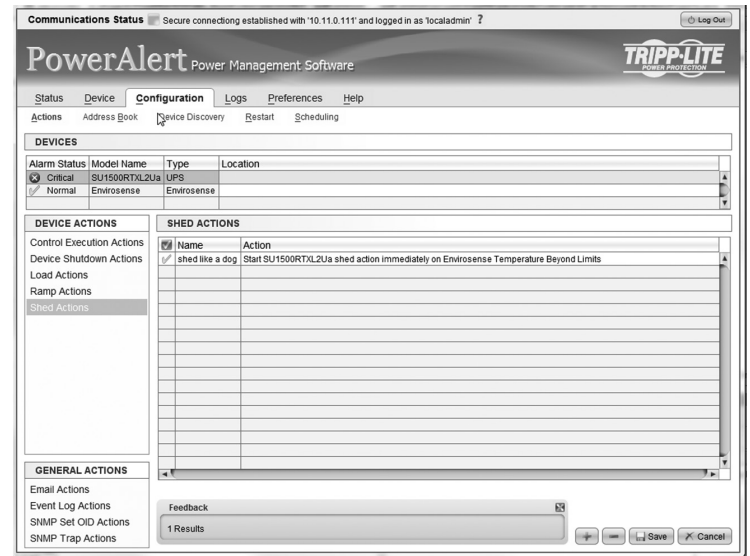 Communications Status Secure connectiong established with '10.11.0.111' and logged in as 'localadmin' ? Log Out
PowerAlert Power Management Software
TRIPP·LITE
POWER PROTECTION
Status Device Configuration Logs Preferences Help
Actions Address Book Device Discovery Restart Scheduling
DEVICES
Alarm Status Model Name Type Location
Critical SU1500RTXL2Ua UPS
Normal Envirosense Envirosense
DEVICE ACTIONS
Control Execution Actions
Device Shutdown Actions
Load Actions
Ramp Actions
Shed Actions
SHED ACTIONS
Name Action
shed like a dog Start SU1500RTXL2Ua shed action immediately on Envirosense Temperature Beyond Limits
GENERAL ACTIONS
Email Actions
Event Log Actions
SNMP Set OID Actions
SNMP Trap Actions
Feedback
1 Results
Save Cancel